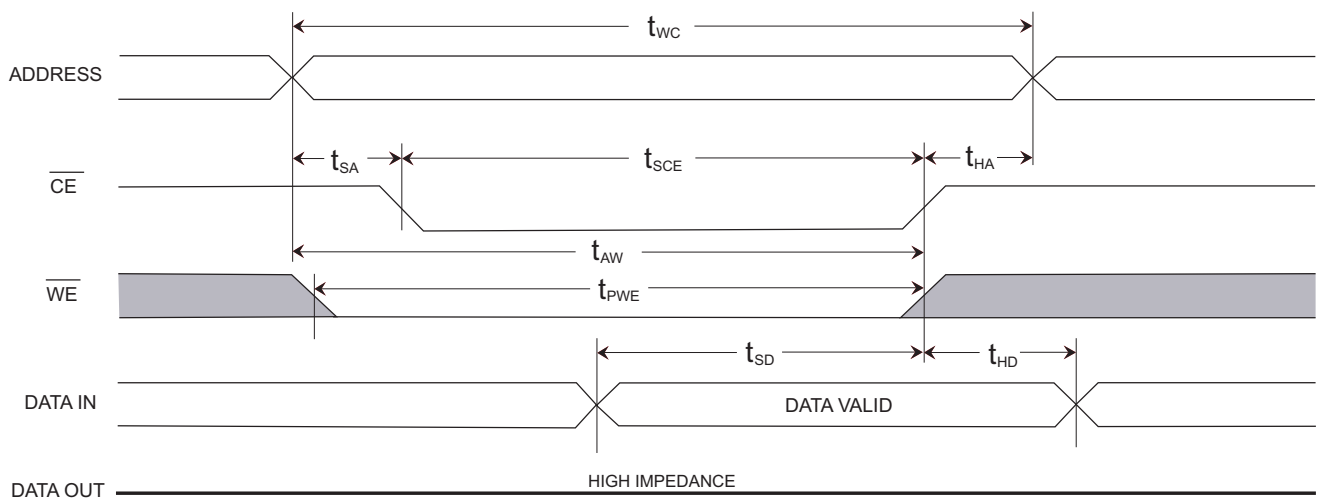 tWC
ADDRESS
tSA
tSCE
tHA
CE
tAW
WE
tPWE
tSD
tHD
DATA IN
DATA VALID
HIGH IMPEDANCE
DATA OUT